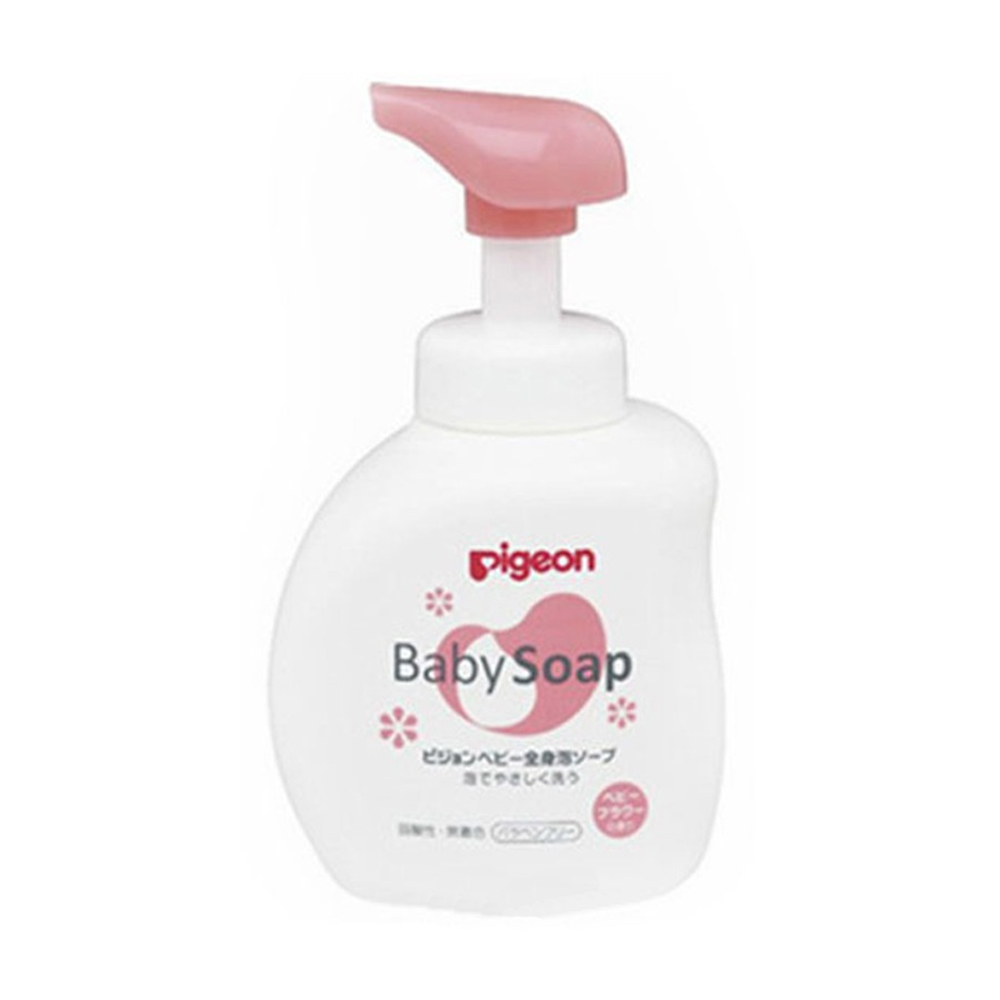 Pigeon
Baby Soap
ピジョンベビー全身泡ソープ
泡でやさしく洗う
ベビー
フラワー
の香り
弱酸性・無着色 パラベンフリー